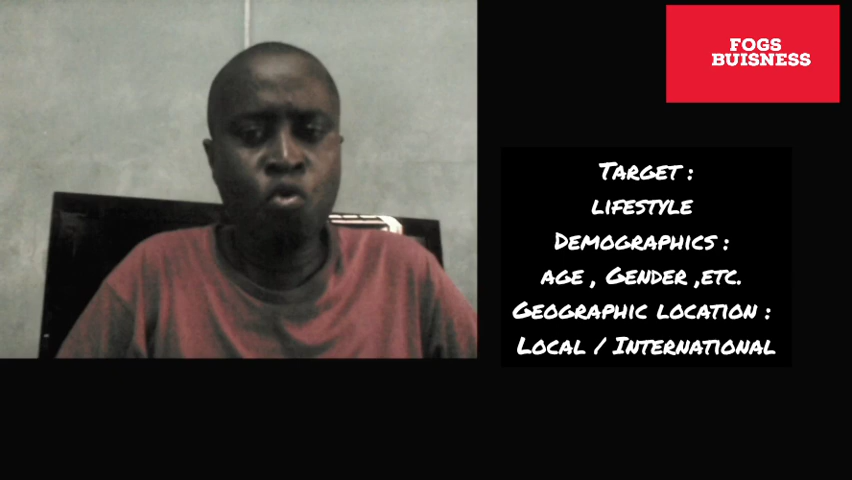 FOGS
BUISNESS
TARGET :
LIFESTYLE
DEMOGRAPHICS :
AGE , GENDER ,ETC.
GEOGRAPHIC LOCATION :
LOCAL / INTERNATIONAL